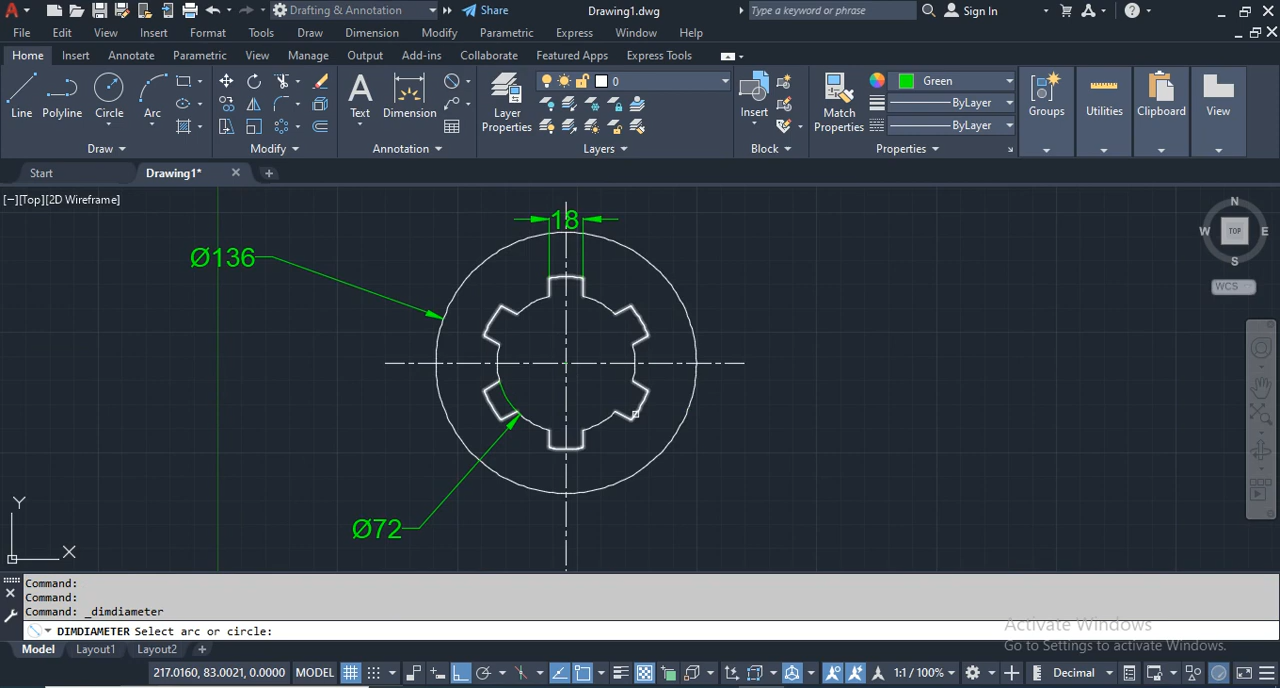 A Drafting & Annotation Share Drawing1.dwg Type a keyword or phrase Sign In ?
File Edit View Insert Format Tools Draw Dimension Modify Parametric Express Window Help
Home Insert Annotate Parametric View Manage Output Add-ins Collaborate Featured Apps Express Tools
0 Green
Line Polyline Circle Arc A Text Dimension Layer Properties Insert Match Properties ByLayer Groups Utilities Clipboard View
ByLayer
Draw Modify Annotation Layers Block Properties
Start Drawing1* +
[−][Top][2D Wireframe]
N
W TOP E
S
WCS
18
Ø136
Ø72
Y
X
Command:
Command:
Command: _dimdiameter
DIMDIAMETER Select arc or circle:
Activate Windows
Go to Settings to activate Windows.
Model Layout1 Layout2 +
217.0160, 83.0021, 0.0000 MODEL 1:1 / 100% Decimal